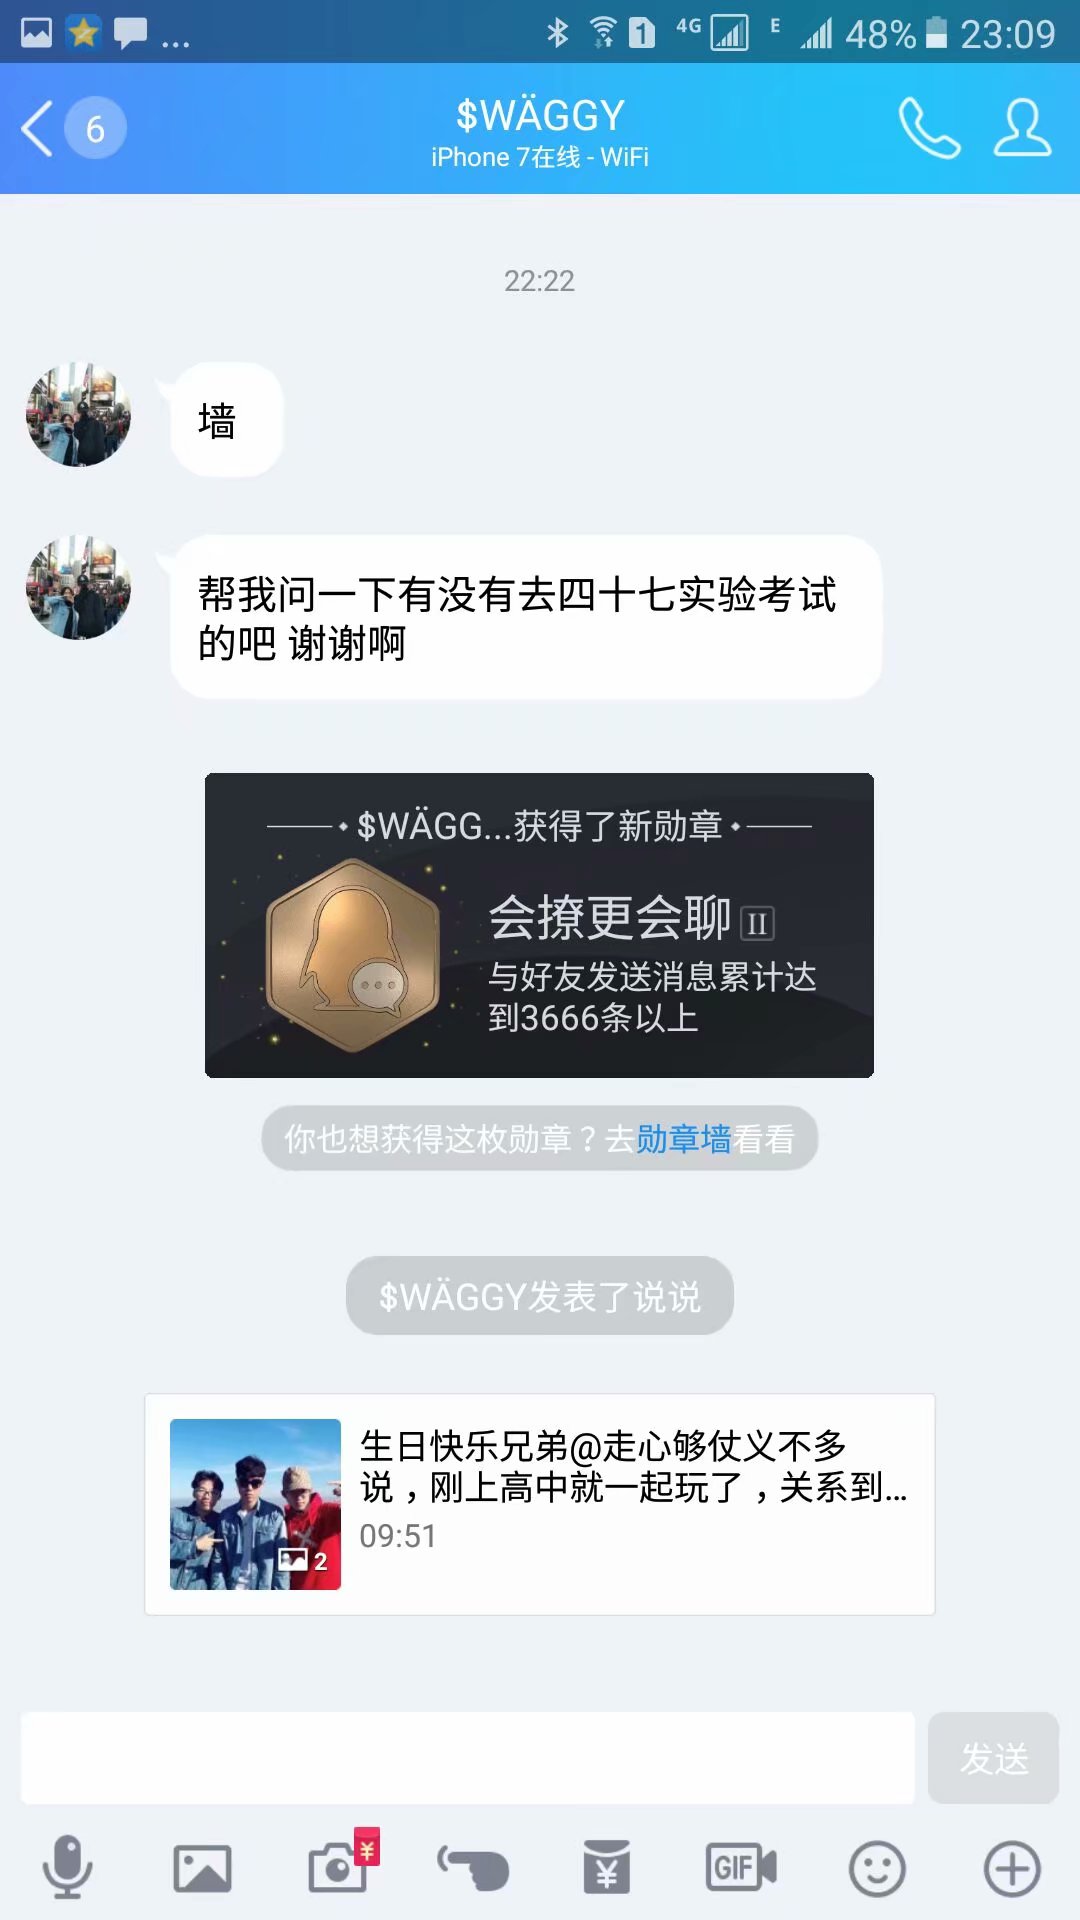 4G E 48% 23:09
6
$WÄGGY
iPhone 7在线 - WiFi
22:22
墙
帮我问一下有没有去四十七实验考试
的吧 谢谢啊
$WÄGG...获得了新勋章
会撩更会聊 II
与好友发送消息累计达
到3666条以上
你也想获得这枚勋章？去勋章墙看看
$WÄGGY发表了说说
生日快乐兄弟@走心够仗义不多
说，刚上高中就一起玩了，关系到...
09:51
2
发送
¥
¥
GIF